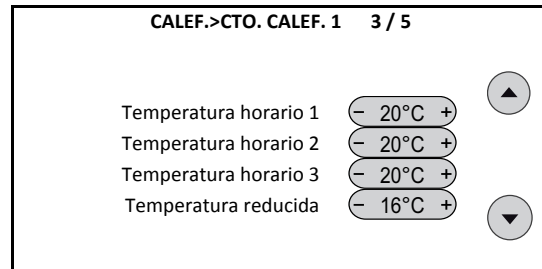 CALEF.>CTO. CALEF. 1 3 / 5
Temperatura horario 1 - 20°C +
Temperatura horario 2 - 20°C +
Temperatura horario 3 - 20°C +
Temperatura reducida - 16°C +